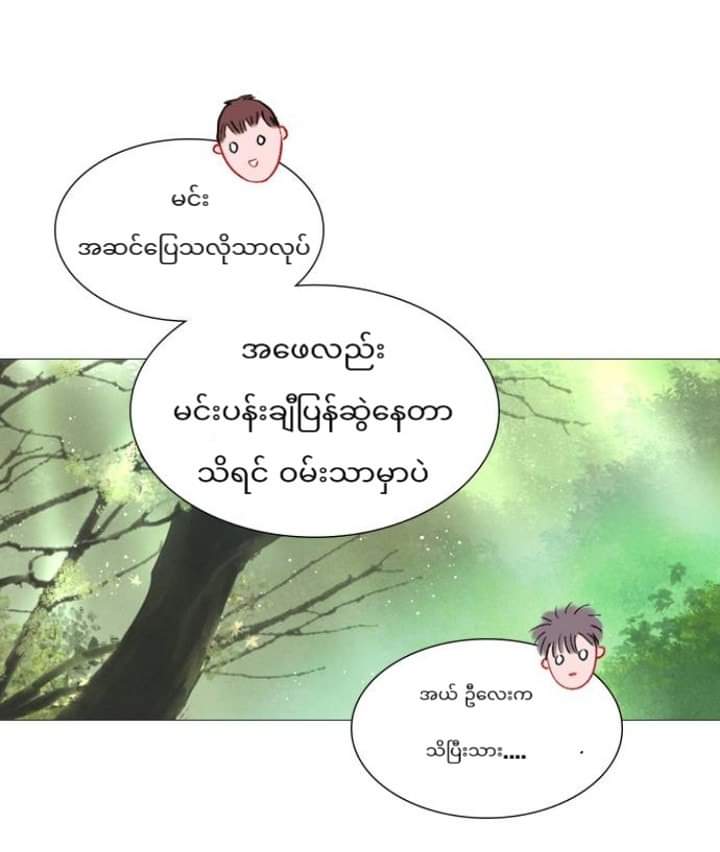 မင်း
အဆင်ပြေသလိုသာလုပ်
အဖေလည်း
မင်းပန်းချီပြန်ဆွဲနေတာ
သိရင် ဝမ်းသာမှာပဲ
အယ် ဦလေးက
သိပြီးသား....